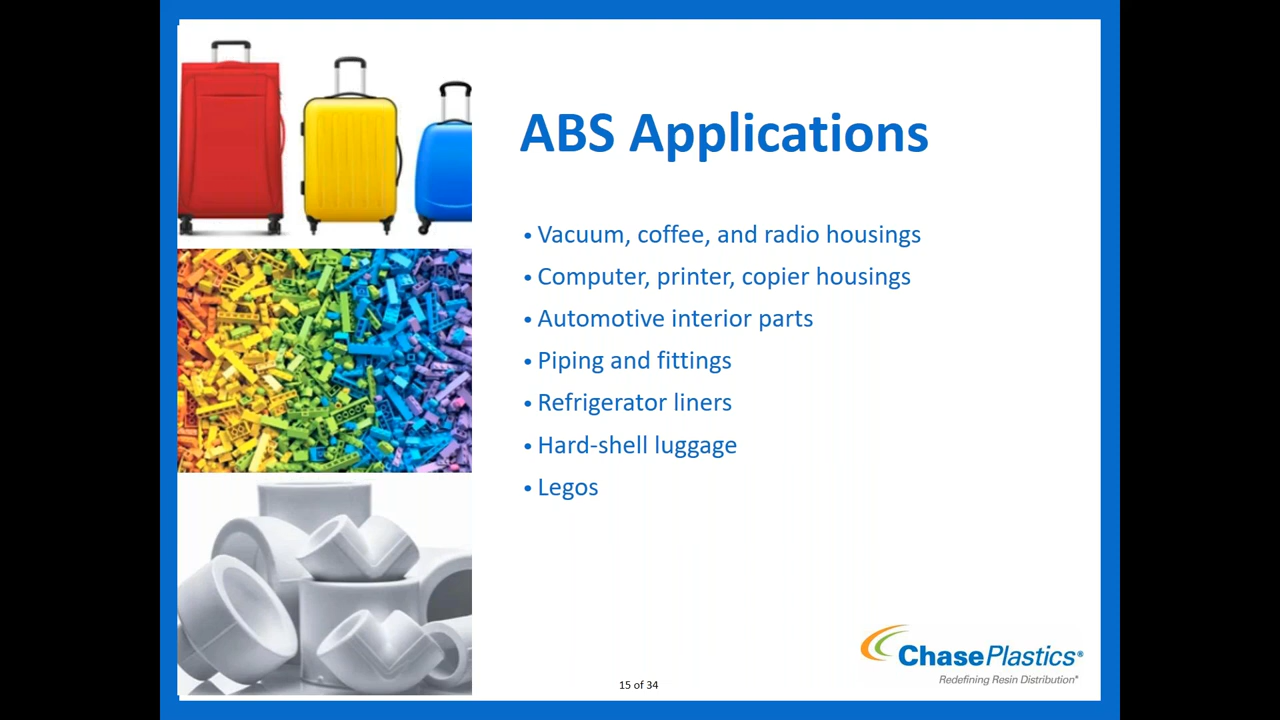 ABS Applications
• Vacuum, coffee, and radio housings
• Computer, printer, copier housings
• Automotive interior parts
• Piping and fittings
• Refrigerator liners
• Hard-shell luggage
• Legos
ChasePlastics®
Redefining Resin Distribution®
15 of 34